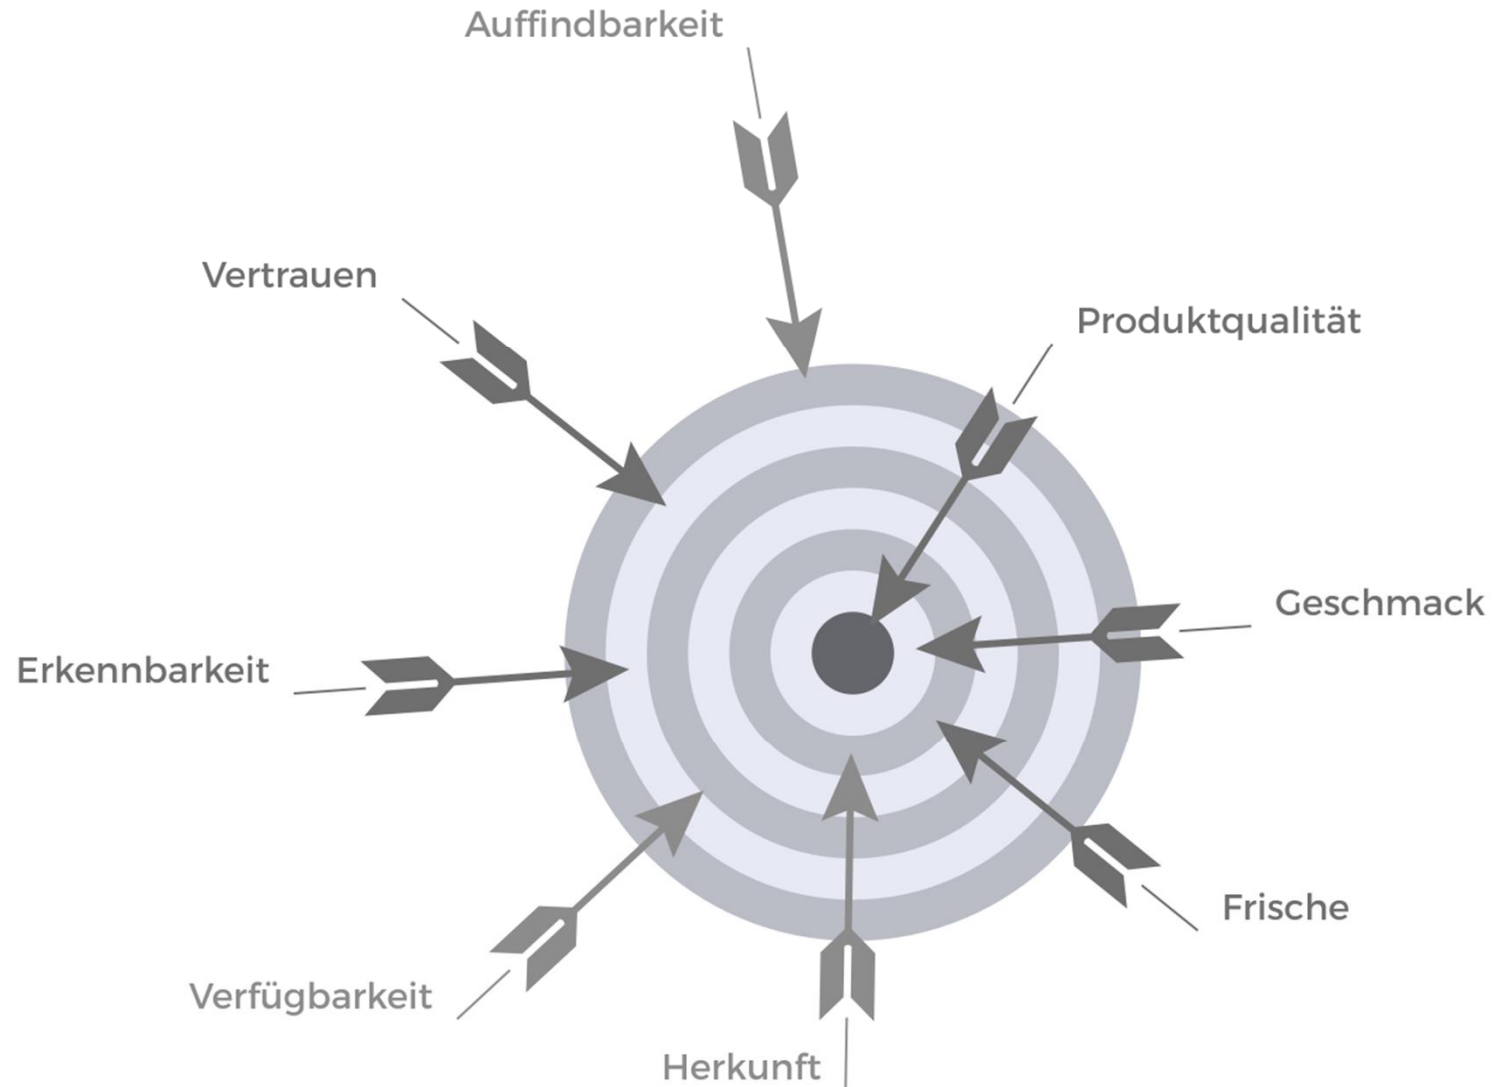 Auffindbarkeit
Vertrauen
Produktqualität
Geschmack
Erkennbarkeit
Frische
Verfügbarkeit
Herkunft